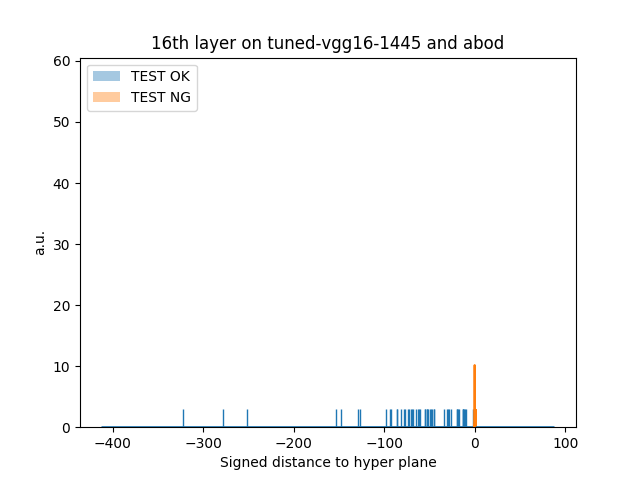 16th layer on tuned-vgg16-1445 and abod
TEST OK
TEST NG
60
50
40
30
20
10
0
a.u.
−400 −300 −200 −100 0 100
Signed distance to hyper plane